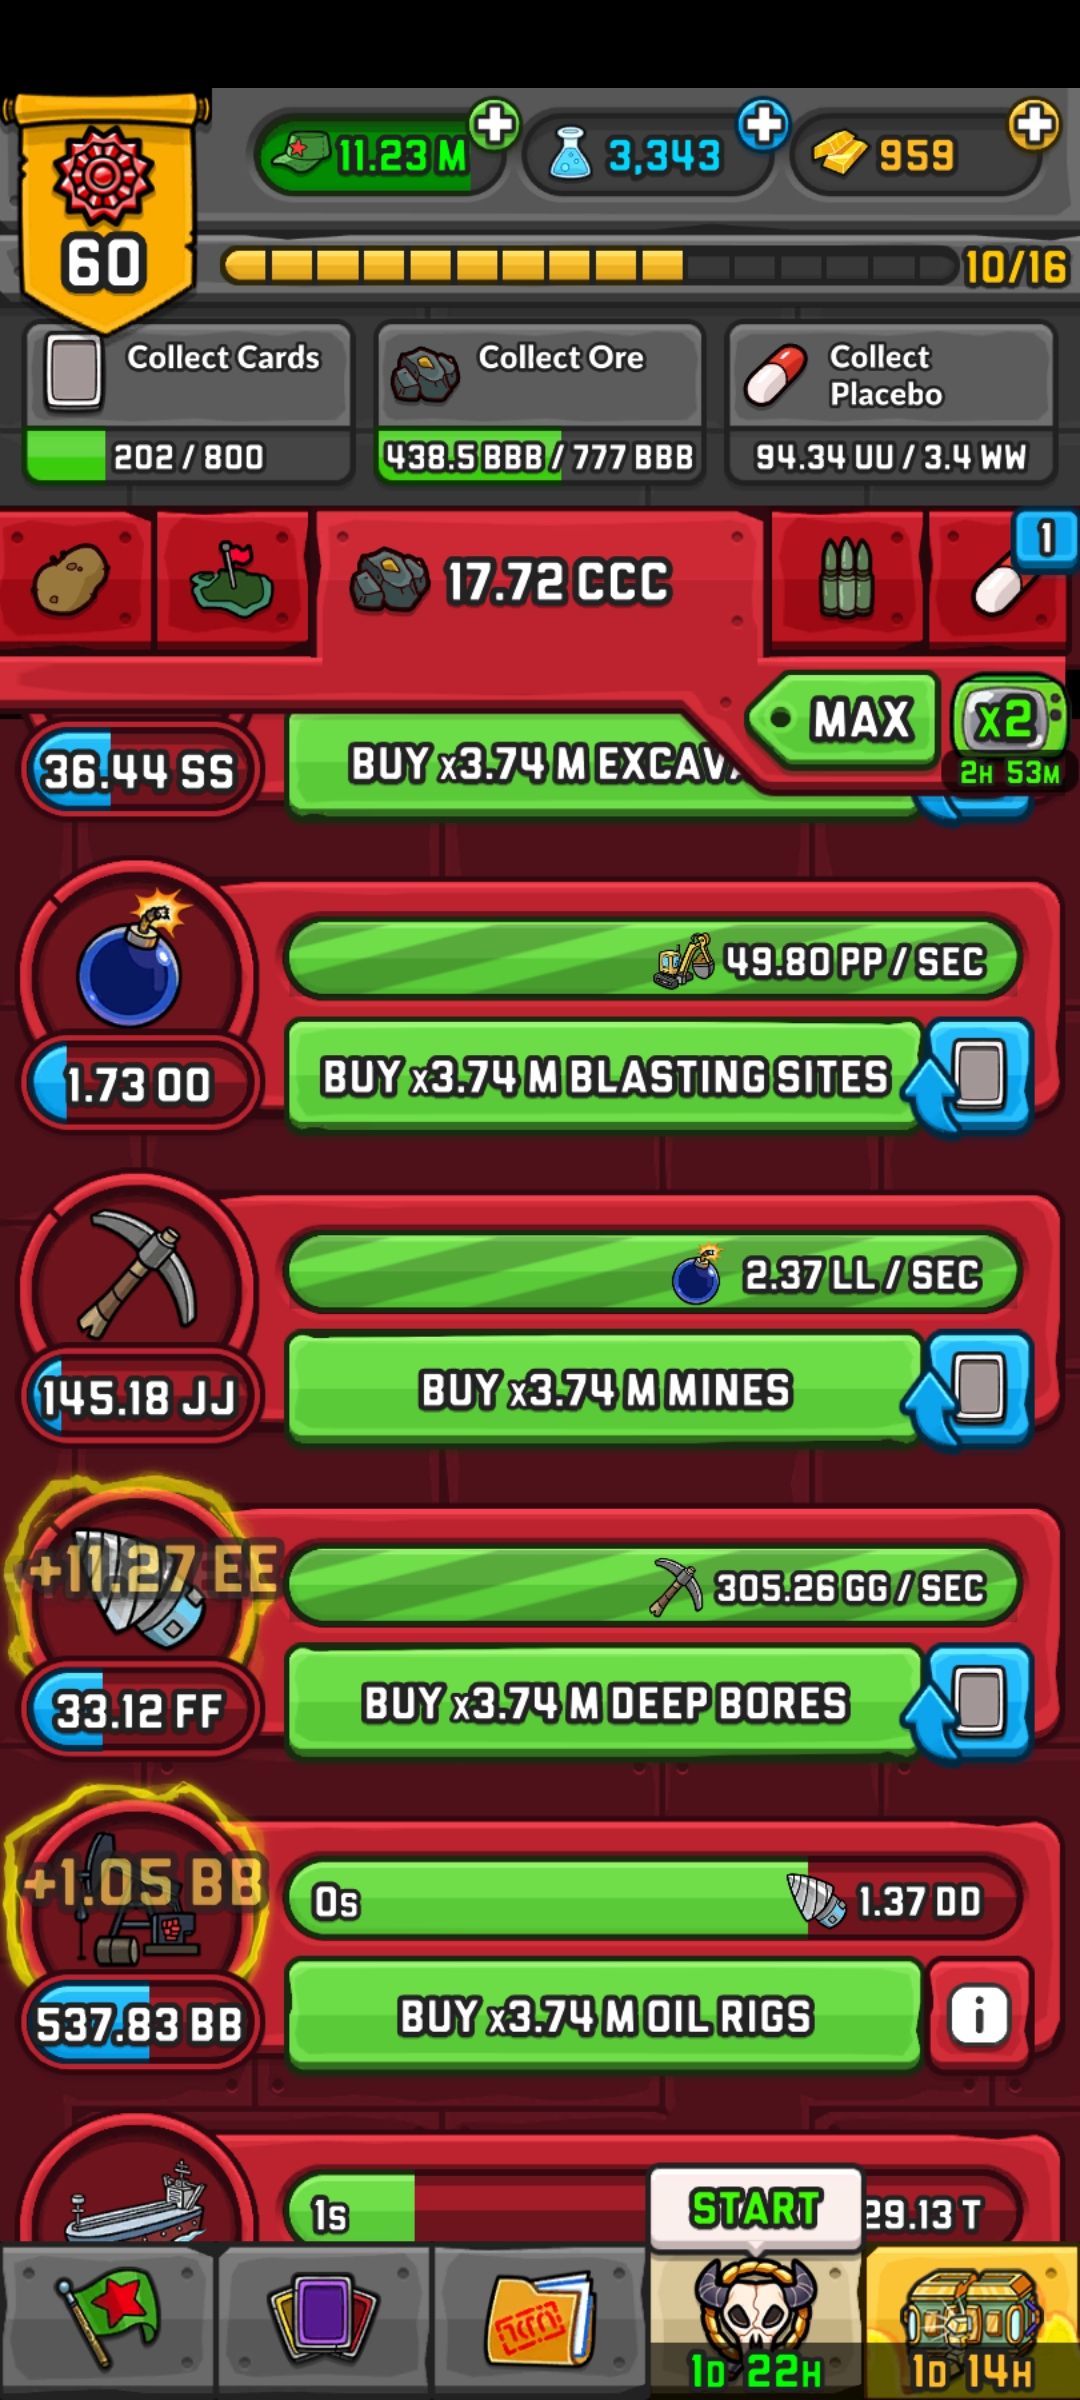 60
11.23 M
3,343
959
10/16
Collect Cards
202 / 800
Collect Ore
438.5 BBB / 777 BBB
Collect
Placebo
94.34 UU / 3.4 WW
17.72 CCC
1
MAX
x2
2H 53M
36.44 SS
BUY x3.74 M EXCAV
49.80 PP / SEC
1.73 OO
BUY x3.74 M BLASTING SITES
2.37 LL / SEC
145.18 JJ
BUY x3.74 M MINES
+11.27 EE
305.26 GG / SEC
33.12 FF
BUY x3.74 M DEEP BORES
+1.05 BB
0s
1.37 DD
537.83 BB
BUY x3.74 M OIL RIGS
i
1s
29.13 T
START
1D 22H
1D 14H